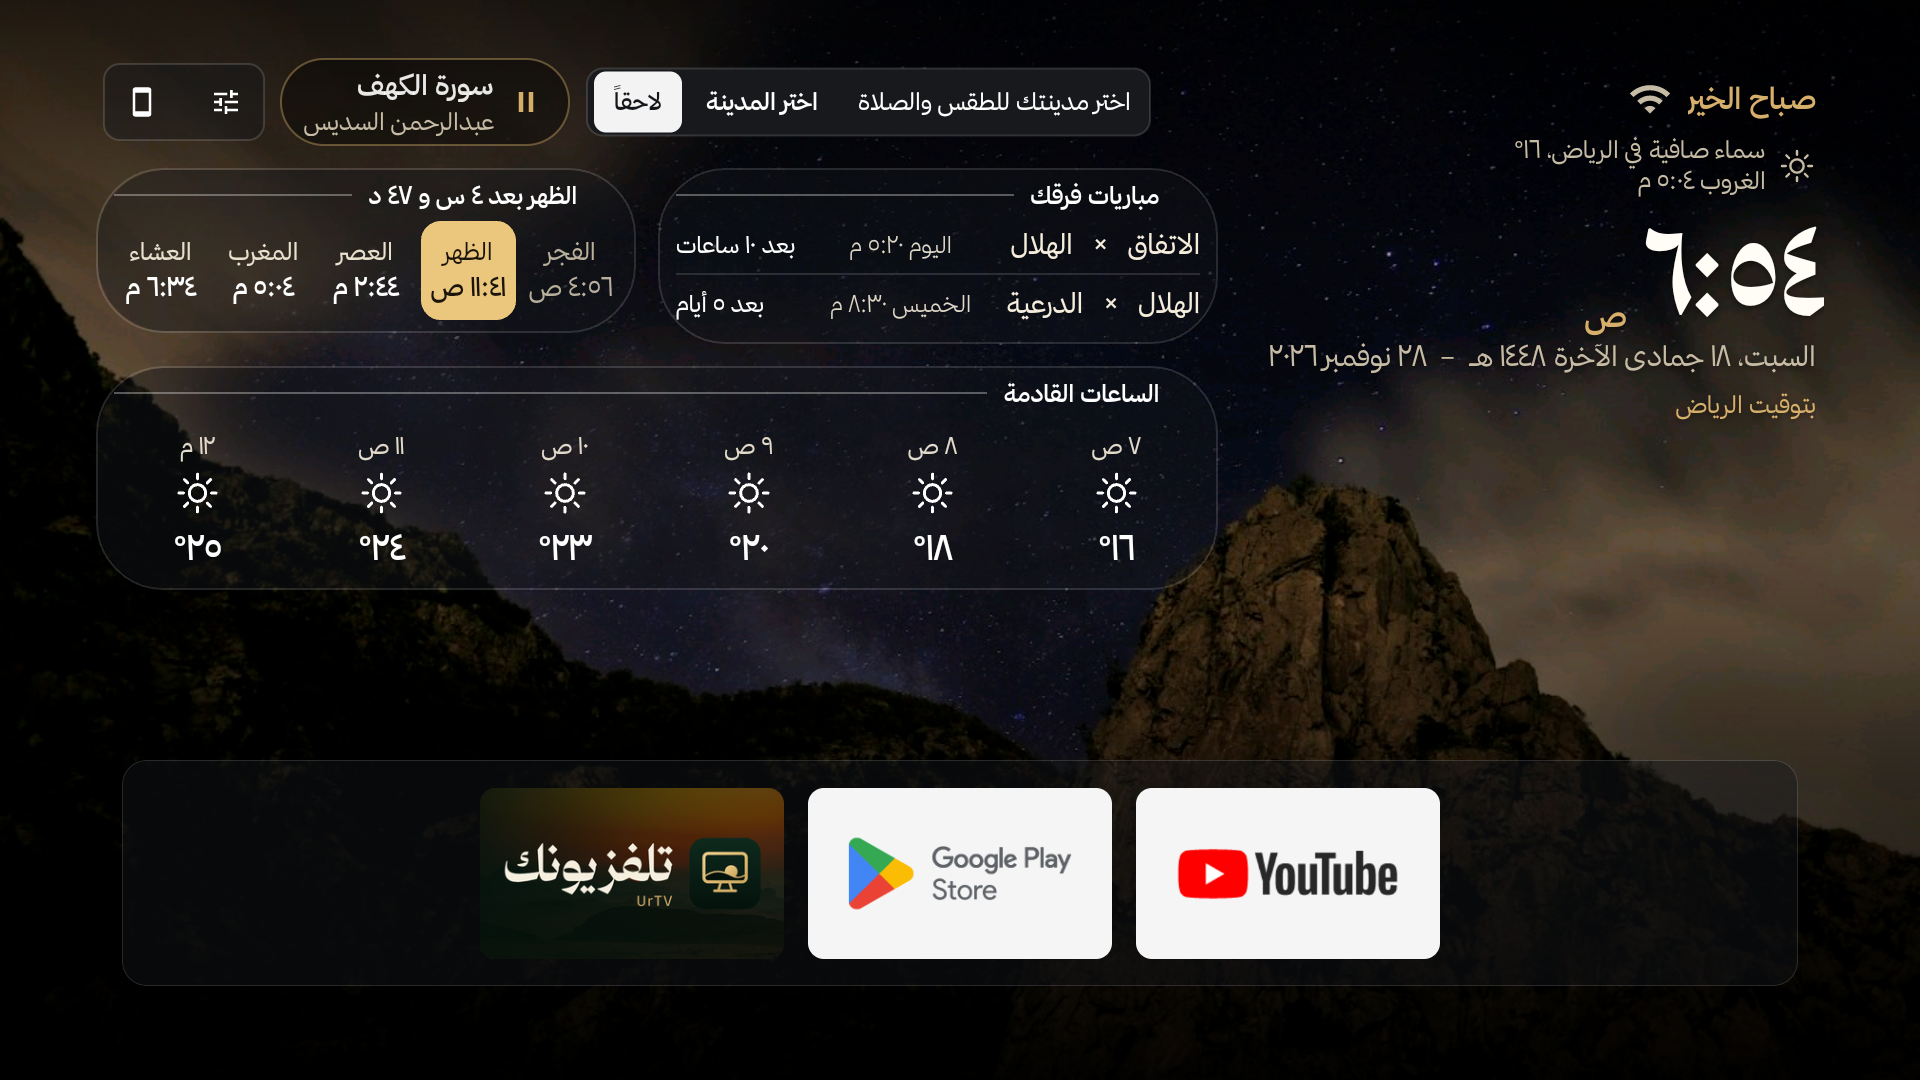 صباح الخير
سماء صافية في الرياض، ١٦°
الغروب ٥:٠٤ م
٦:٥٤ ص
السبت، ١٨ جمادى الآخرة ١٤٤٨ هـ – ٢٨ نوفمبر ٢٠٢٦
بتوقيت الرياض
اختر مدينتك للطقس والصلاة اختر المدينة لاحقاً
سورة الكهف
عبدالرحمن السديس
مباريات فرقك
الاتفاق × الهلال اليوم ٥:٢٠ م بعد ١٠ ساعات
الهلال × الدرعية الخميس ٨:٣٠ م بعد ٥ أيام
الظهر بعد ٤ س و ٤٧ د
الفجر الظهر العصر المغرب العشاء
٤:٥٦ ص ١١:٤١ ص ٢:٤٤ م ٥:٠٤ م ٦:٣٤ م
الساعات القادمة
٧ ص ٨ ص ٩ ص ١٠ ص ١١ ص ١٢ م
١٦° ١٨° ٢٠° ٢٣° ٢٤° ٢٥°
YouTube
Google Play
Store
تلفزيونك
UrTV